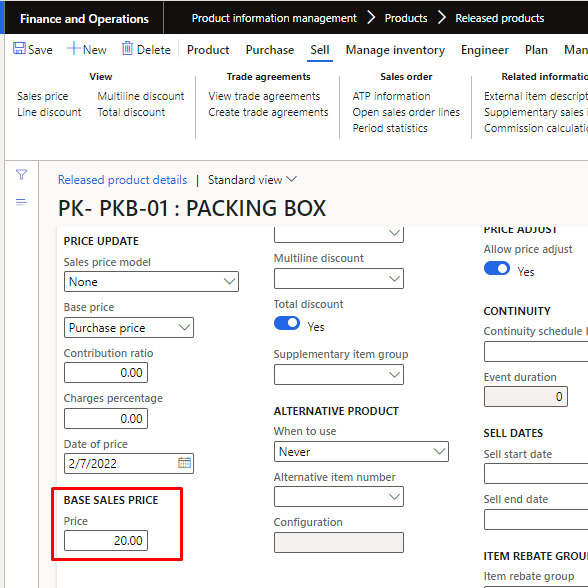 Finance and Operations
Product information management > Products > Released products
Save New Delete Product Purchase Sell Manage inventory Engineer Plan Man
View
Sales price Multiline discount
Line discount Total discount
Trade agreements
View trade agreements
Create trade agreements
Sales order
ATP information
Open sales order lines
Period statistics
Related informatio
External item descript
Supplementary sales i
Commission calculati
Released product details | Standard view
PK- PKB-01 : PACKING BOX
PRICE UPDATE
Sales price model
None
Base price
Purchase price
Contribution ratio
0.00
Charges percentage
0.00
Date of price
2/7/2022
BASE SALES PRICE
Price
20.00
Multiline discount
Total discount
Yes
Supplementary item group
ALTERNATIVE PRODUCT
When to use
Never
Alternative item number
Configuration
PRICE ADJUST
Allow price adjust
Yes
CONTINUITY
Continuity schedule I
Event duration
0
SELL DATES
Sell start date
Sell end date
ITEM REBATE GROU
Item rebate group